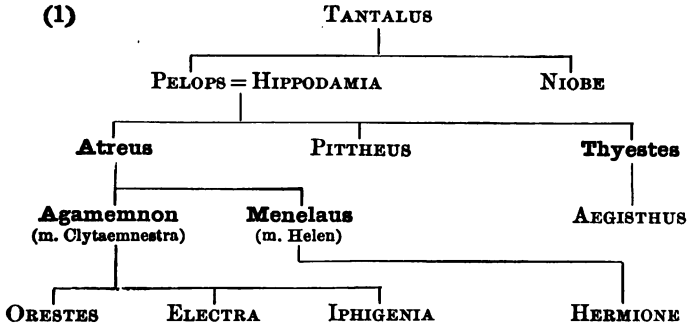 (1) TANTALUS
PELOPS = HIPPODAMIA NIOBE
Atreus PITTHEUS Thyestes
Agamemnon Menelaus AEGISTHUS
(m. Clytaemnestra) (m. Helen)
ORESTES ELECTRA IPHIGENIA HERMIONE